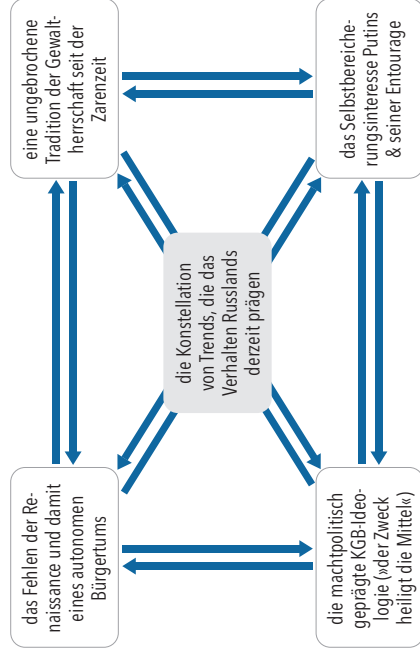 das Fehlen der Re-
naissance und damit
eines autonomen
Bürgertums
eine ungebrochene
Tradition der Gewalt-
herrschaft seit der
Zarenzeit
die Konstellation
von Trends, die das
Verhalten Russlands
derzeit prägen
die machtpolitisch
geprägte KGB-Ideo-
logie (»der Zweck
heiligt die Mittel«)
das Selbstbereiche-
rungsinteresse Putins
& seiner Entourage